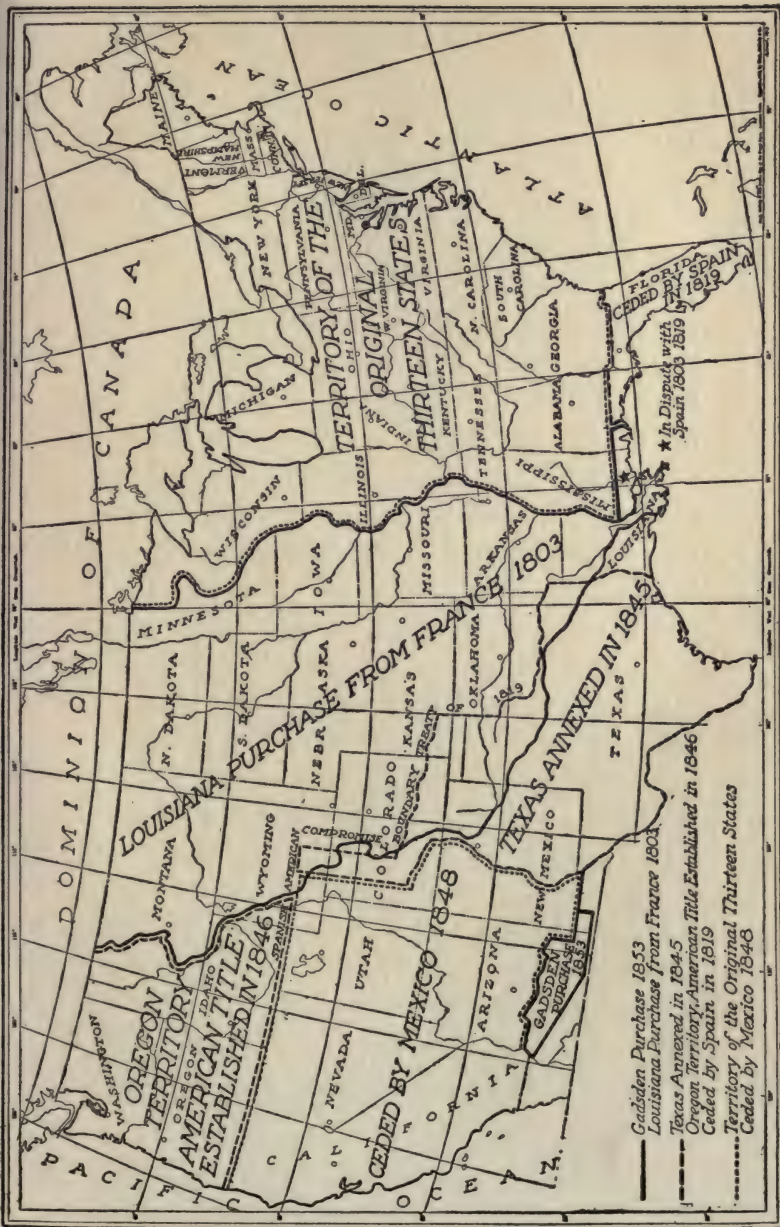 DOMINION OF CANADA
PACIFIC OCEAN
ATLANTIC OCEAN
WASHINGTON
OREGON
TERRITORY
OREGON
IDAHO
AMERICAN TITLE
ESTABLISHED IN 1846
MONTANA
WYOMING
N. DAKOTA
S. DAKOTA
NEBRASKA
KANSAS
COLORADO
OKLAHOMA
MINNESOTA
IOWA
MISSOURI
ARKANSAS
LOUISIANA
LOUISIANA PURCHASE FROM FRANCE 1803
SPANISH AMERICAN COMPROMISE
BOUNDARY TREATY OF
1819
NEVADA
UTAH
CALIFORNIA
ARIZONA
NEW MEXICO
CEDED BY MEXICO 1848
GADSDEN
PURCHASE
1853
TEXAS ANNEXED IN 1845
TEXAS
WISCONSIN
MICHIGAN
ILLINOIS
INDIANA
OHIO
KENTUCKY
TENNESSEE
MISSISSIPPI
ALABAMA
GEORGIA
TERRITORY OF THE
ORIGINAL
THIRTEEN STATES
MAINE
NEW
HAMPSHIRE
VERMONT
MASS.
CONN.
NEW YORK
PENNSYLVANIA
NEW JERSEY
DEL.
MD.
W. VIRGINIA
VIRGINIA
N. CAROLINA
SOUTH
CAROLINA
FLORIDA
CEDED BY SPAIN
IN 1819
★ In Dispute with
Spain 1803 1819
Gadsden Purchase 1853
Louisiana Purchase from France 1803
Texas Annexed in 1845
Oregon Territory, American Title Established in 1846
Ceded by Spain in 1819
Territory of the Original Thirteen States
Ceded by Mexico 1848